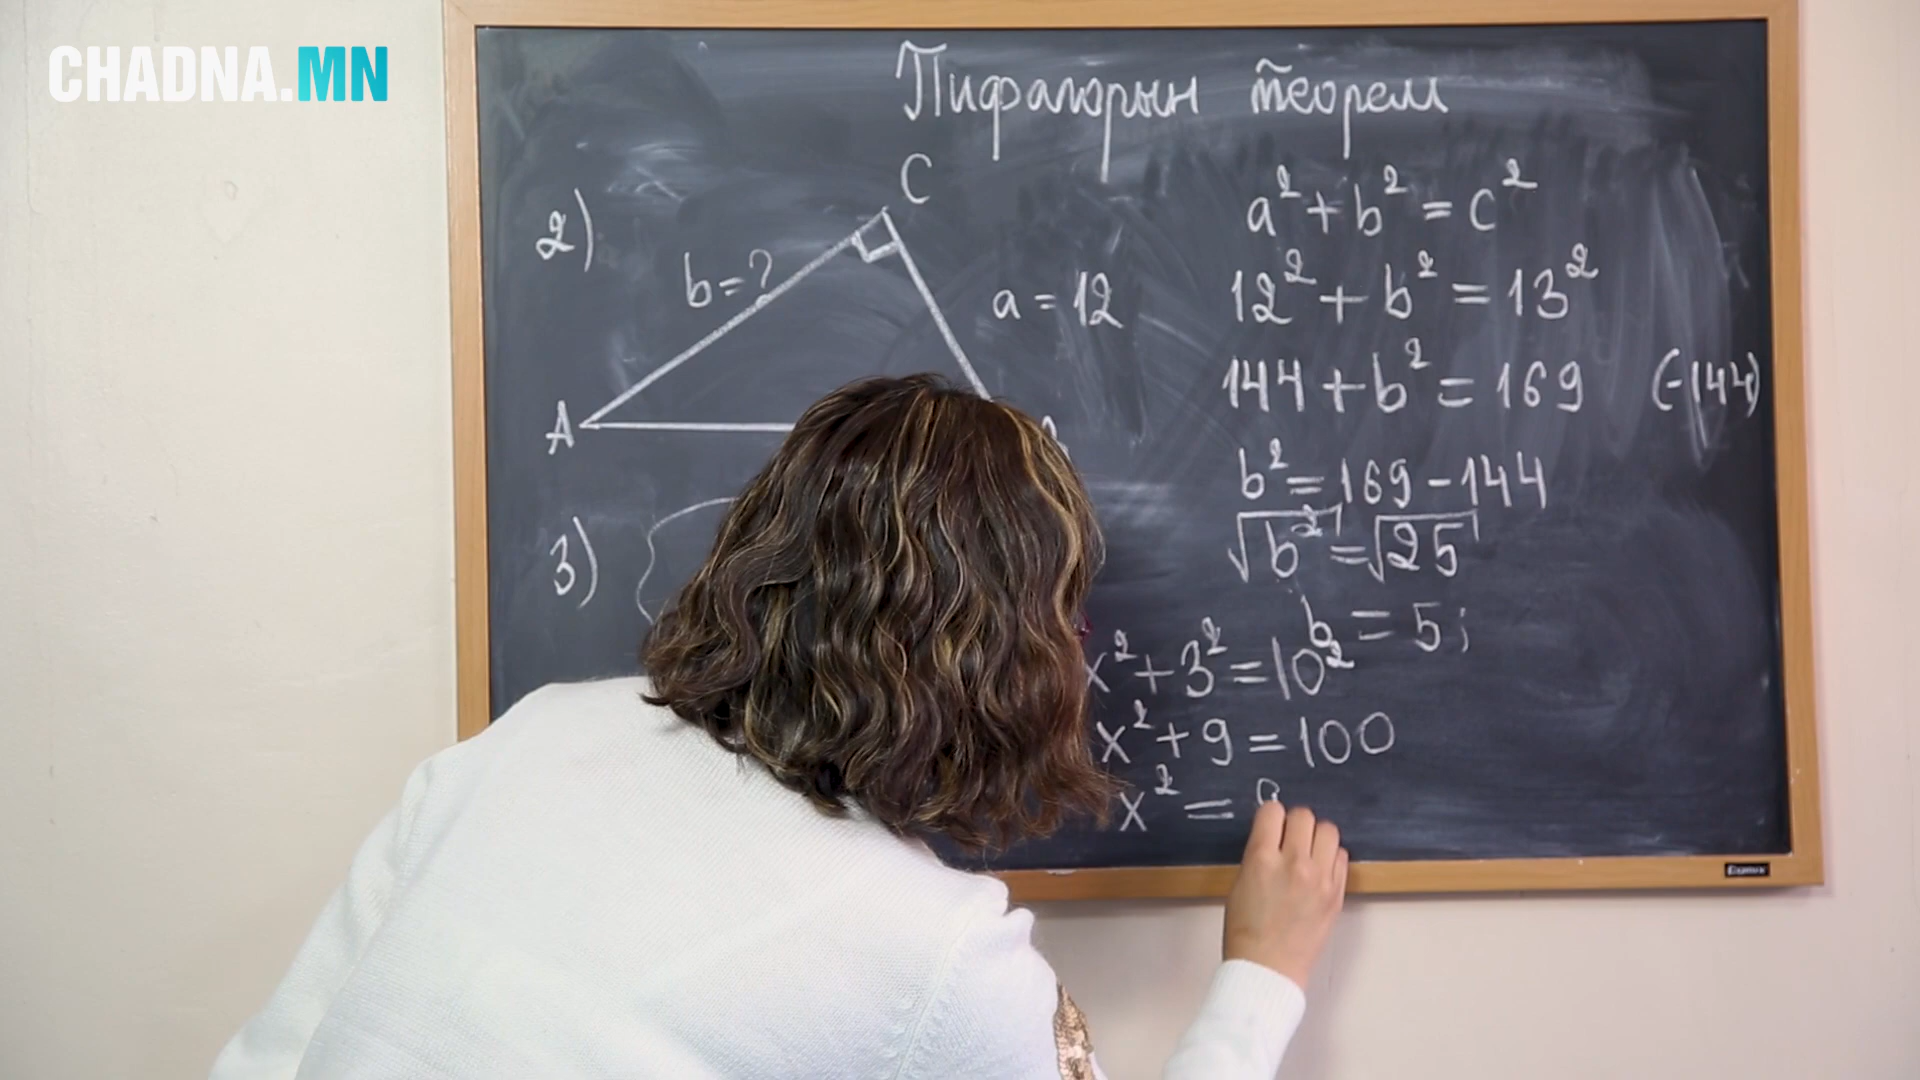 CHADNA.MN
Пифагорын теорем
2)
C
b=?
a = 12
A
a²+b² = c²
12²+b² = 13²
144+b² = 169 (-144)
b² = 169-144
√b² = √25
b = 5;
3)
x²+3² = 10²
x²+9 = 100
x² =